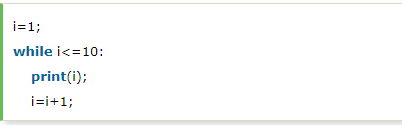 i=1;
while i<=10:
    print(i);
    i=i+1;